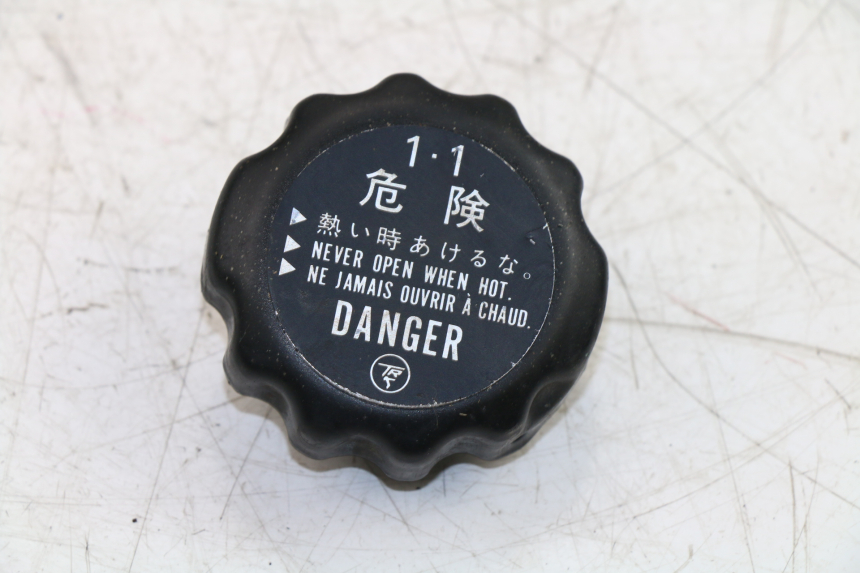 1·1
危険
熱い時あけるな。
NEVER OPEN WHEN HOT.
NE JAMAIS OUVRIR À CHAUD.
DANGER